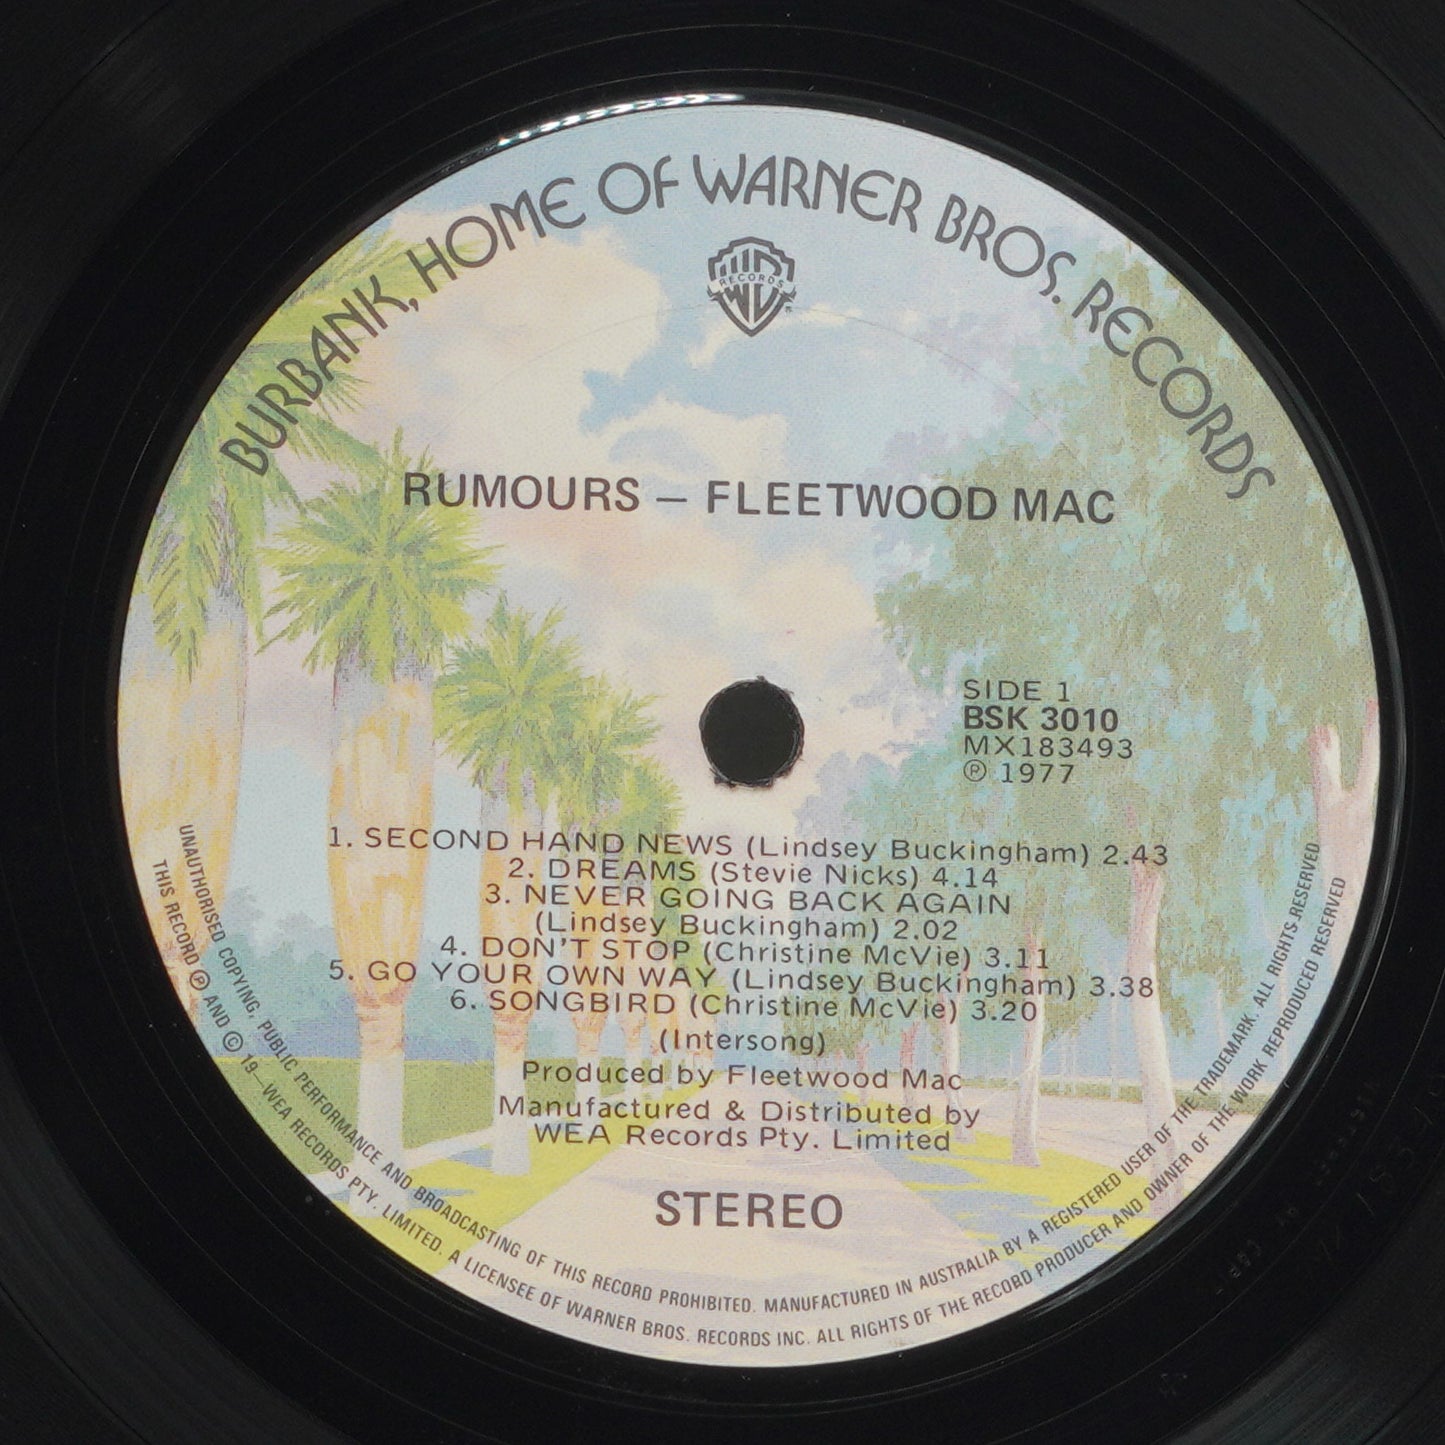 BURBANK, HOME OF WARNER BROS. RECORDS
RECORDS
RUMOURS – FLEETWOOD MAC
SIDE 1
BSK 3010
MX183493
℗ 1977
1. SECOND HAND NEWS (Lindsey Buckingham) 2.43
2. DREAMS (Stevie Nicks) 4.14
3. NEVER GOING BACK AGAIN
(Lindsey Buckingham) 2.02
4. DON'T STOP (Christine McVie) 3.11
5. GO YOUR OWN WAY (Lindsey Buckingham) 3.38
6. SONGBIRD (Christine McVie) 3.20
(Intersong)
Produced by Fleetwood Mac
Manufactured & Distributed by
WEA Records Pty. Limited
STEREO
UNAUTHORISED COPYING, PUBLIC PERFORMANCE AND BROADCASTING OF THIS RECORD PROHIBITED. MANUFACTURED IN AUSTRALIA BY A REGISTERED USER OF THE TRADEMARK. ALL RIGHTS RESERVED
THIS RECORD ℗ AND © 19—WEA RECORDS PTY. LIMITED. A LICENSEE OF WARNER BROS. RECORDS INC. ALL RIGHTS OF THE RECORD PRODUCER AND OWNER OF THE WORK REPRODUCED RESERVED